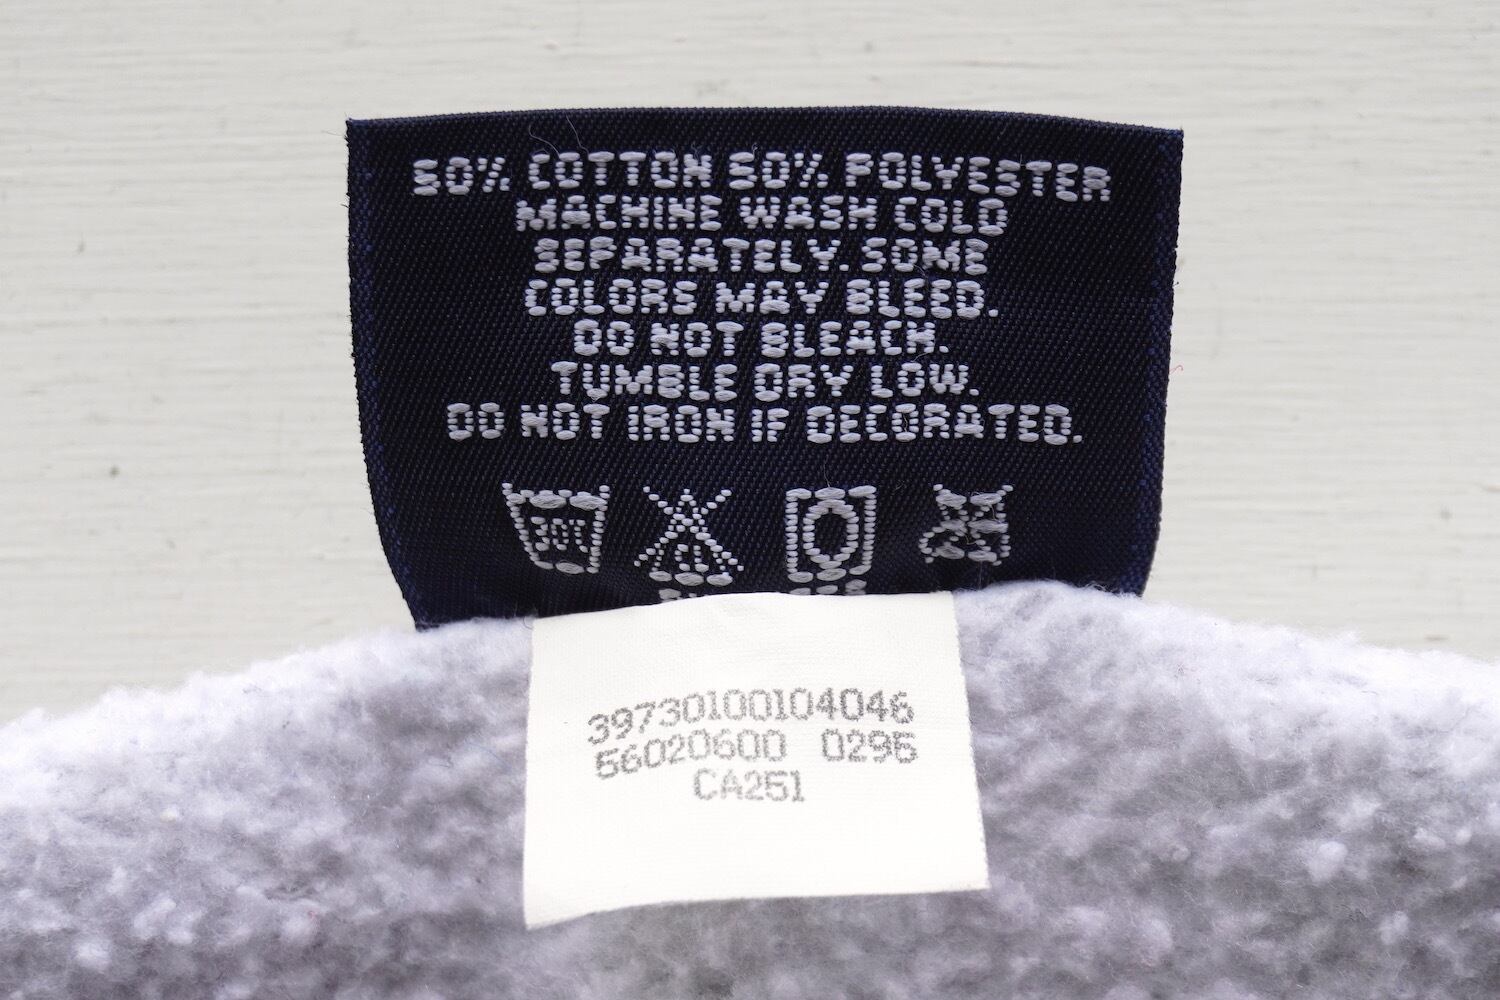 50% COTTON 50% POLYESTER
MACHINE WASH COLD
SEPARATELY. SOME
COLORS MAY BLEED.
DO NOT BLEACH.
TUMBLE DRY LOW.
DO NOT IRON IF DECORATED.
30°C
39730100104046
56020600 0295
CA251